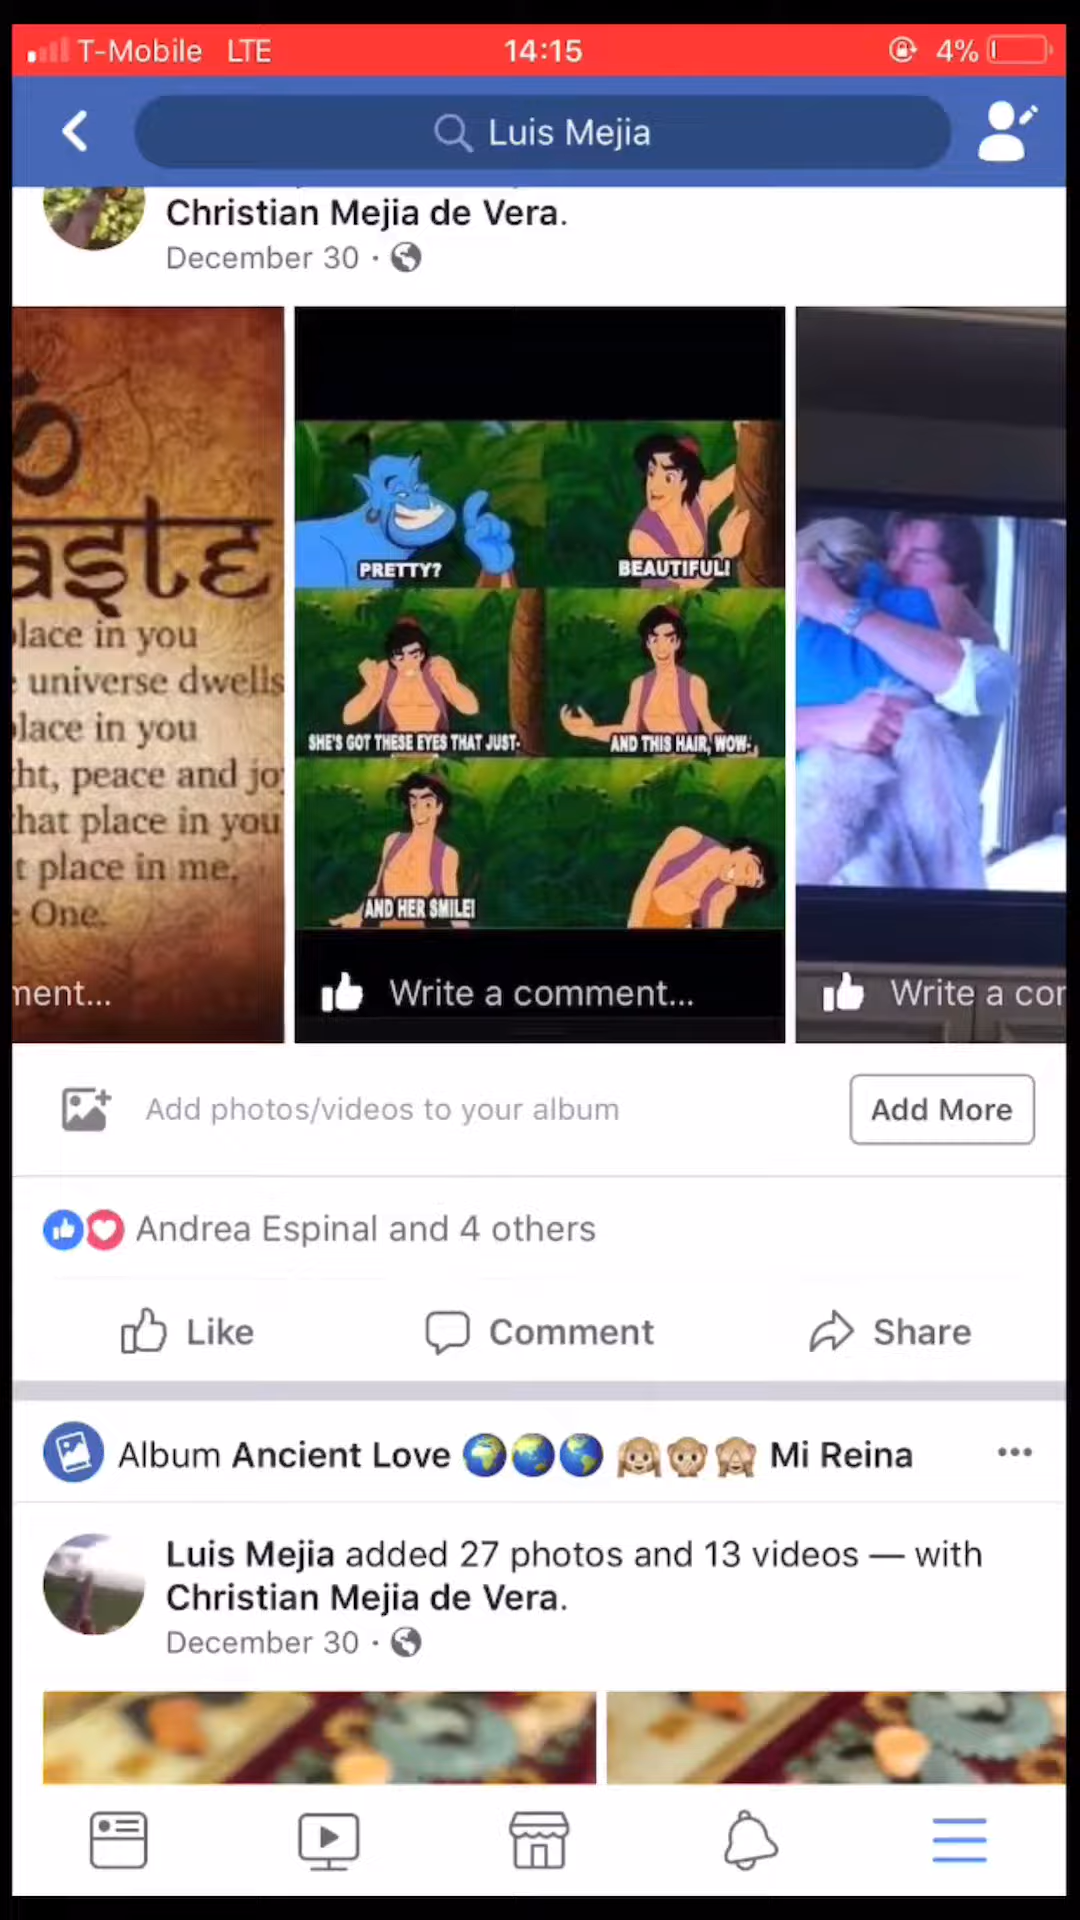 T-Mobile LTE 14:15 4%
Luis Mejia
Christian Mejia de Vera.
December 30 ·
aste
lace in you
universe dwells
lace in you
ht, peace and jo
hat place in you
t place in me,
One.
ment...
PRETTY?
BEAUTIFUL!
SHE'S GOT THESE EYES THAT JUST-
AND THIS HAIR, WOW-,
AND HER SMILE!
Write a comment...
Write a con
Add photos/videos to your album
Add More
Andrea Espinal and 4 others
Like Comment Share
Album Ancient Love 🌍🌏🌎 🙉🙊🙈 Mi Reina
Luis Mejia added 27 photos and 13 videos — with
Christian Mejia de Vera.
December 30 ·